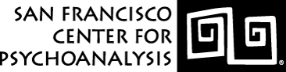 SAN FRANCISCO
CENTER FOR
PSYCHOANALYSIS
®